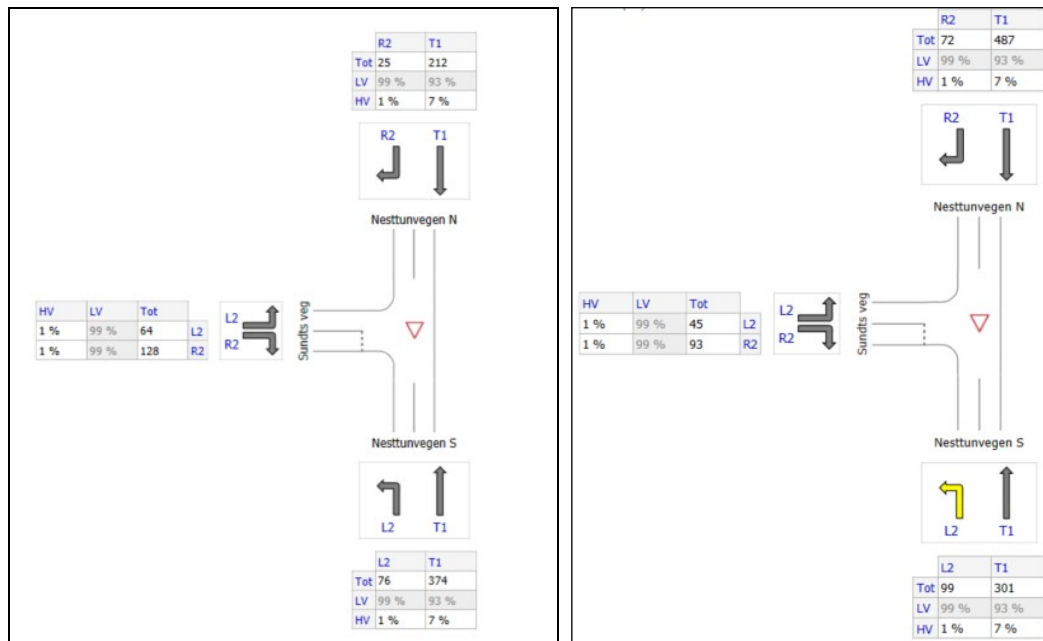 R2 T1
Tot 25 212
LV 99 % 93 %
HV 1 % 7 %
R2 T1
Nesttunvegen N
HV LV Tot
1 % 99 % 64 L2
1 % 99 % 128 R2
L2
R2
Sundts veg
Nesttunvegen S
L2 T1
L2 T1
Tot 76 374
LV 99 % 93 %
HV 1 % 7 %
R2 T1
Tot 72 487
LV 99 % 93 %
HV 1 % 7 %
R2 T1
Nesttunvegen N
HV LV Tot
1 % 99 % 45 L2
1 % 99 % 93 R2
L2
R2
Sundts veg
Nesttunvegen S
L2 T1
L2 T1
Tot 99 301
LV 99 % 93 %
HV 1 % 7 %